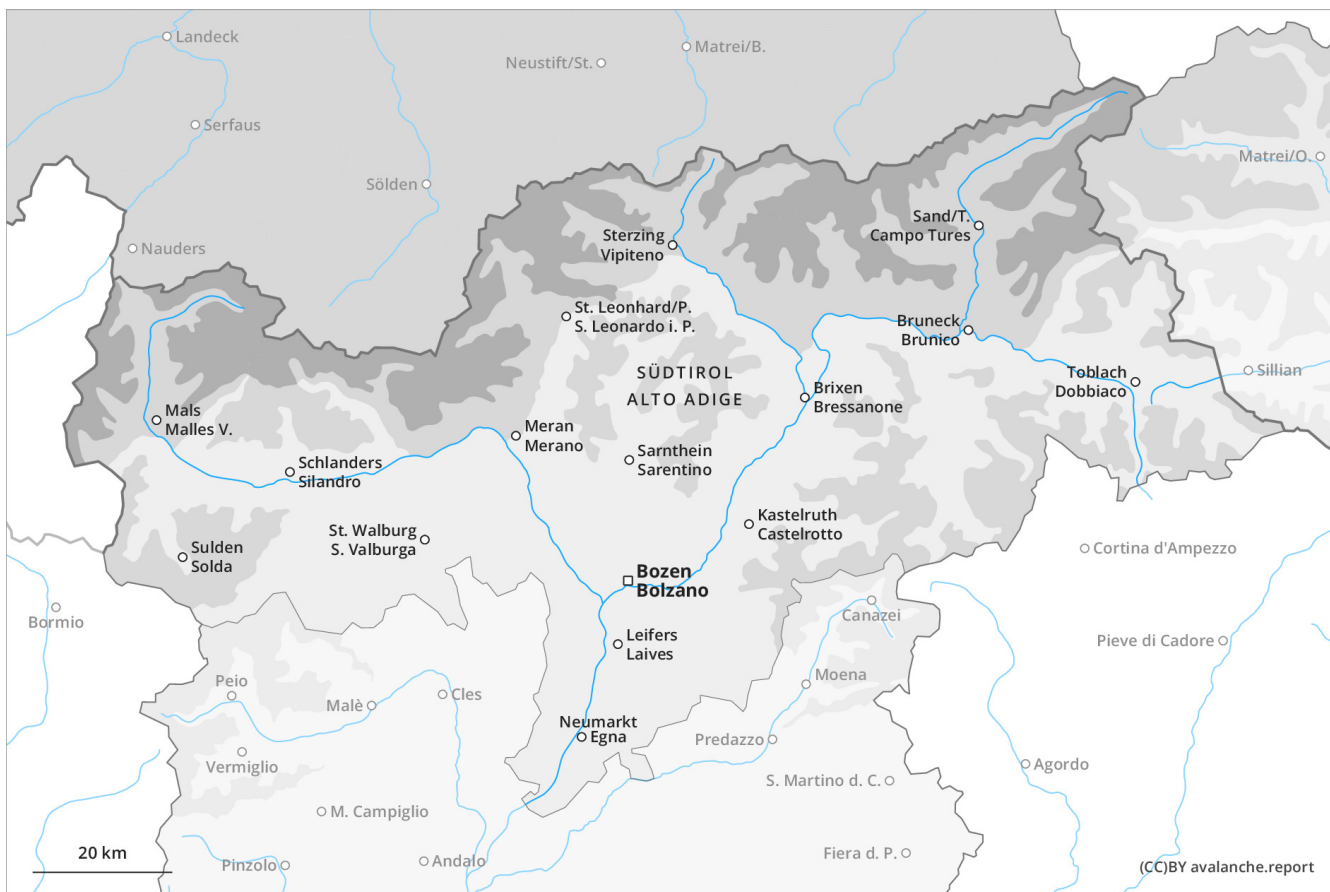 Landeck
Matrei/B.
Neustift/St.
Serfaus
Matrei/O.
Sölden
Sand/T.
Campo Tures
Sterzing
Vipiteno
Nauders
St. Leonhard/P.
S. Leonardo i. P.
Bruneck
Brunico
SÜDTIROL
ALTO ADIGE
Toblach
Dobbiaco
Sillian
Brixen
Bressanone
Mals
Malles V.
Meran
Merano
Sarnthein
Sarentino
Schlanders
Silandro
Kastelruth
Castelrotto
St. Walburg
S. Valburga
Sulden
Solda
Cortina d'Ampezzo
Bozen
Bolzano
Bormio
Canazei
Leifers
Laives
Pieve di Cadore
Peio
Moena
Malè
Cles
Neumarkt
Egna
Predazzo
Vermiglio
Agordo
S. Martino d. C.
M. Campiglio
20 km
Pinzolo
Andalo
Fiera d. P.
(CC)BY avalanche.report